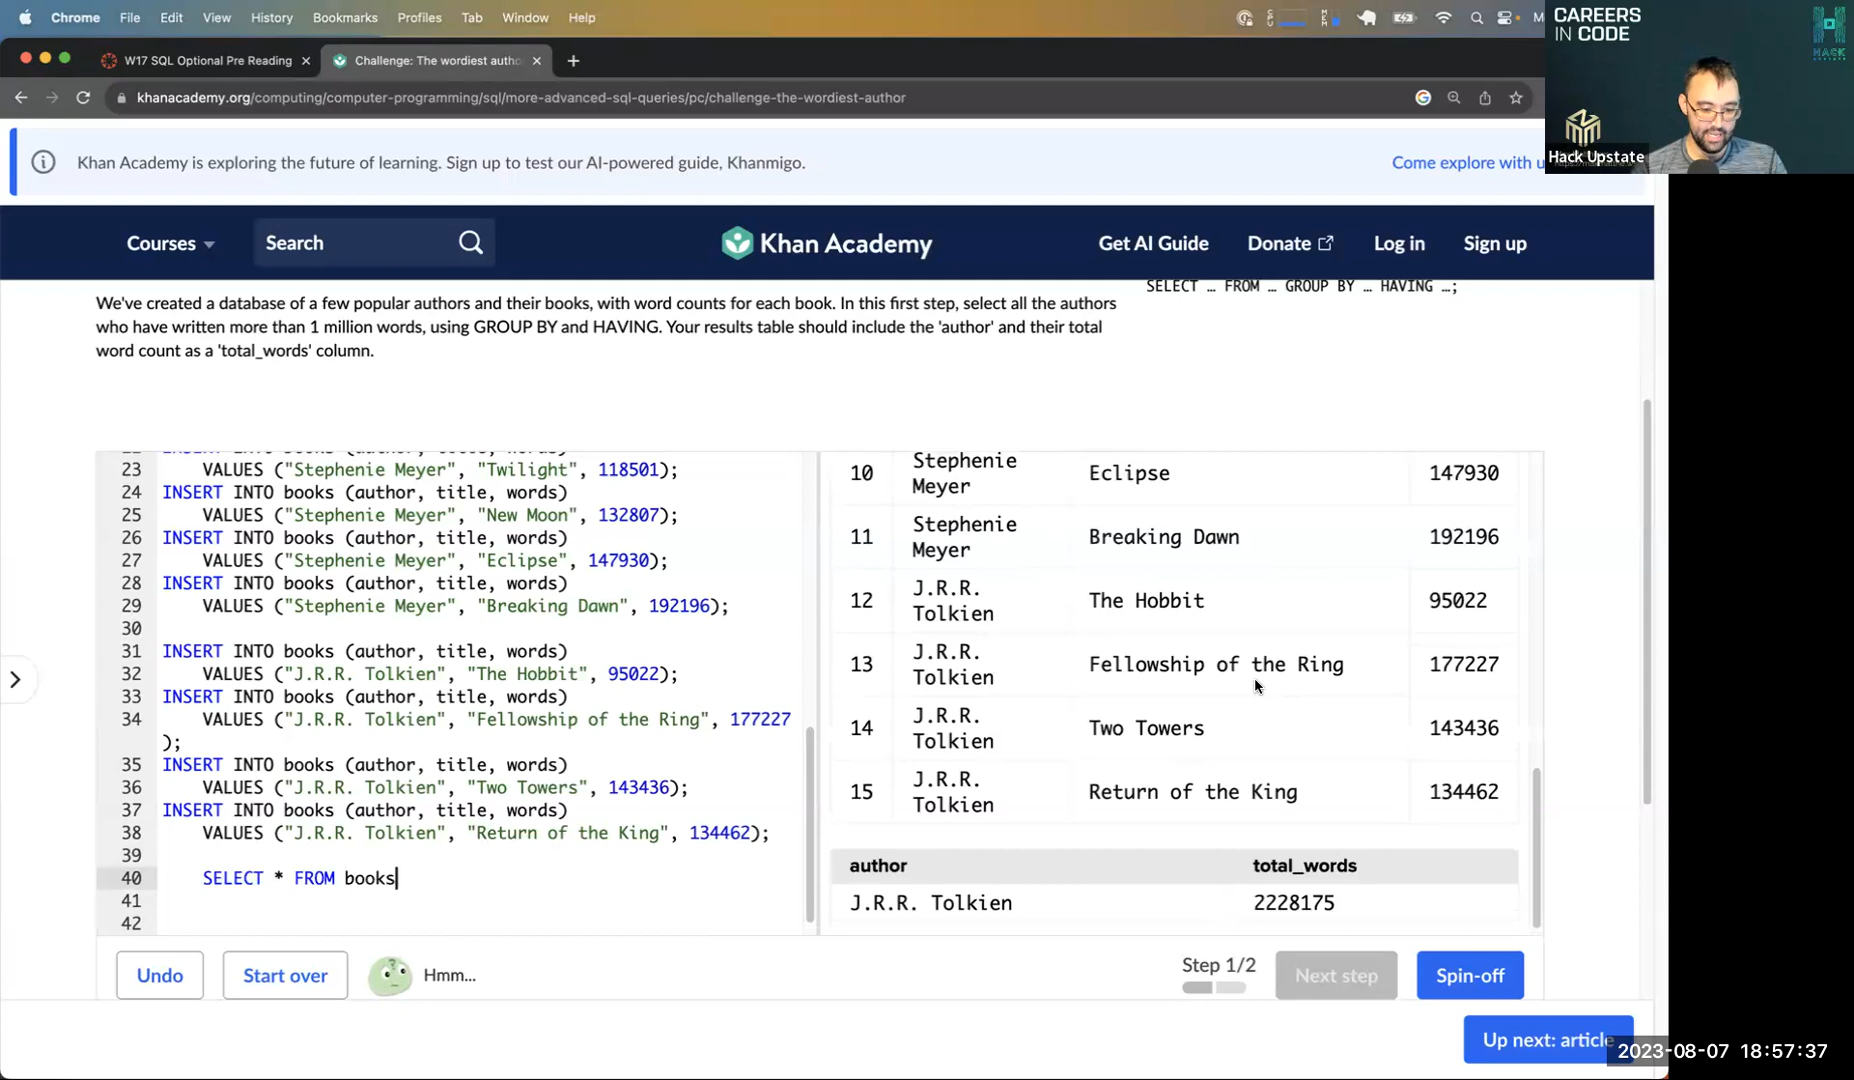 Chrome File Edit View History Bookmarks Profiles Tab Window Help
W17 SQL Optional Pre Reading
Challenge: The wordiest autho
khanacademy.org/computing/computer-programming/sql/more-advanced-sql-queries/pc/challenge-the-wordiest-author
CAREERS
IN CODE
HACK
Hack Upstate
Khan Academy is exploring the future of learning. Sign up to test our AI-powered guide, Khanmigo.
Come explore with u
Courses
Search
Khan Academy
Get AI Guide
Donate
Log in
Sign up
We've created a database of a few popular authors and their books, with word counts for each book. In this first step, select all the authors
who have written more than 1 million words, using GROUP BY and HAVING. Your results table should include the 'author' and their total
word count as a 'total_words' column.
SELECT … FROM … GROUP BY … HAVING …;
23 VALUES ("Stephenie Meyer", "Twilight", 118501);
24 INSERT INTO books (author, title, words)
25 VALUES ("Stephenie Meyer", "New Moon", 132807);
26 INSERT INTO books (author, title, words)
27 VALUES ("Stephenie Meyer", "Eclipse", 147930);
28 INSERT INTO books (author, title, words)
29 VALUES ("Stephenie Meyer", "Breaking Dawn", 192196);
30
31 INSERT INTO books (author, title, words)
32 VALUES ("J.R.R. Tolkien", "The Hobbit", 95022);
33 INSERT INTO books (author, title, words)
34 VALUES ("J.R.R. Tolkien", "Fellowship of the Ring", 177227
);
35 INSERT INTO books (author, title, words)
36 VALUES ("J.R.R. Tolkien", "Two Towers", 143436);
37 INSERT INTO books (author, title, words)
38 VALUES ("J.R.R. Tolkien", "Return of the King", 134462);
39
40 SELECT * FROM books
41
42
10 Stephenie Meyer Eclipse 147930
11 Stephenie Meyer Breaking Dawn 192196
12 J.R.R. Tolkien The Hobbit 95022
13 J.R.R. Tolkien Fellowship of the Ring 177227
14 J.R.R. Tolkien Two Towers 143436
15 J.R.R. Tolkien Return of the King 134462
author total_words
J.R.R. Tolkien 2228175
Undo
Start over
Hmm...
Step 1/2
Next step
Spin-off
Up next: article
2023-08-07 18:57:37